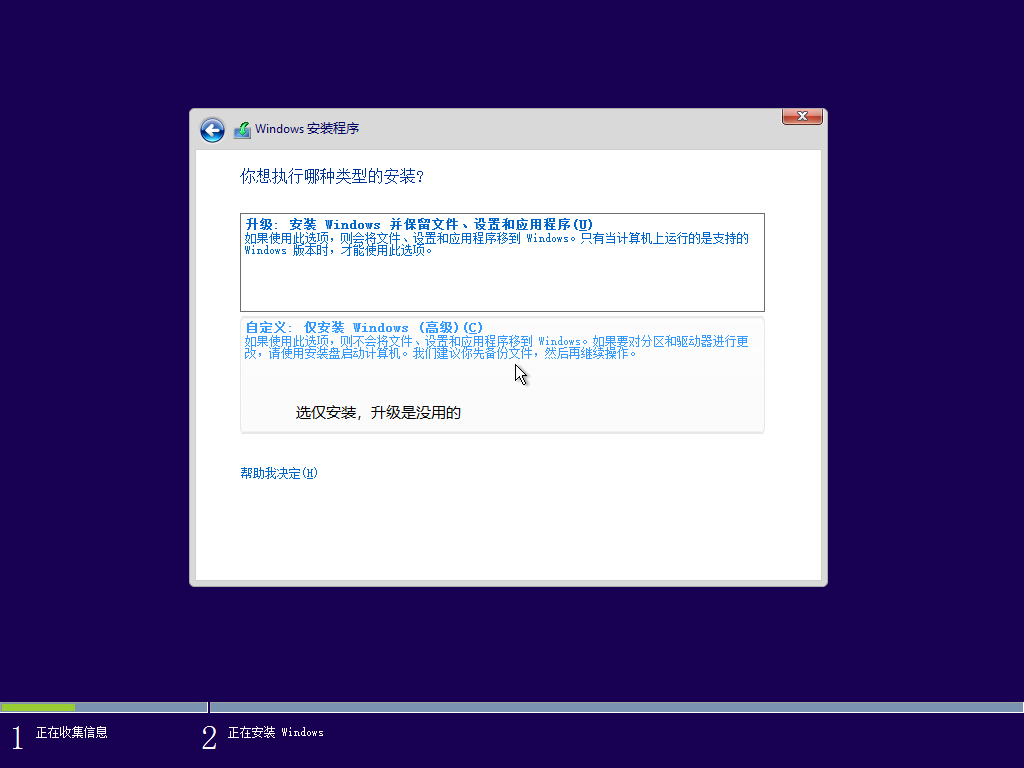 Windows 安装程序
你想执行哪种类型的安装?
升级: 安装 Windows 并保留文件、设置和应用程序(U)
如果使用此选项，则会将文件、设置和应用程序移到 Windows。只有当计算机上运行的是支持的
Windows 版本时，才能使用此选项。
自定义: 仅安装 Windows (高级)(C)
如果使用此选项，则不会将文件、设置和应用程序移到 Windows。如果要对分区和驱动器进行更
改，请使用安装盘启动计算机。我们建议你先备份文件，然后再继续操作。
选仅安装，升级是没用的
帮助我决定(H)
1 正在收集信息
2 正在安装 Windows